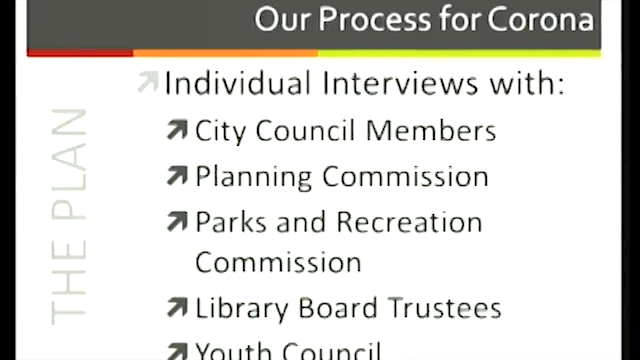 Our Process for Corona
THE PLAN
Individual Interviews with:
City Council Members
Planning Commission
Parks and Recreation
Commission
Library Board Trustees
Youth Council